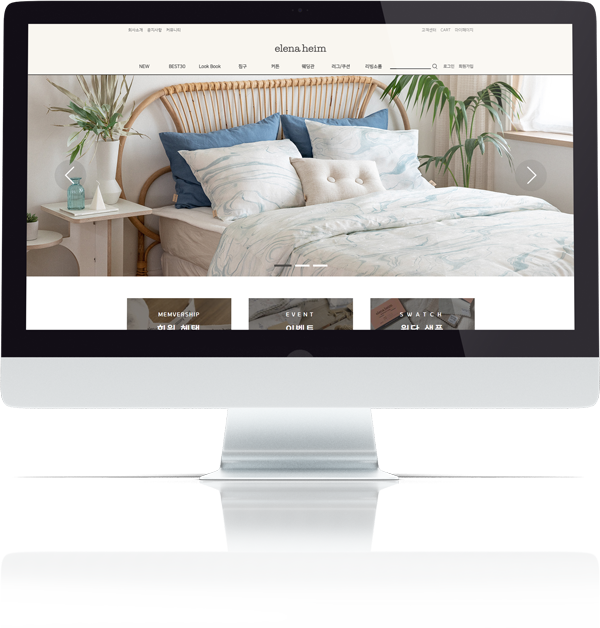 회사소개 공지사항 커뮤니티
고객센터 CART 마이페이지
elena heim
NEW BEST30 Look Book 침구 커튼 웨딩관 러그/쿠션 리빙소품 로그인 회원가입
MEMVERSHIP
회원 혜택
EVENT
이벤트
SWATCH
원단 샘플